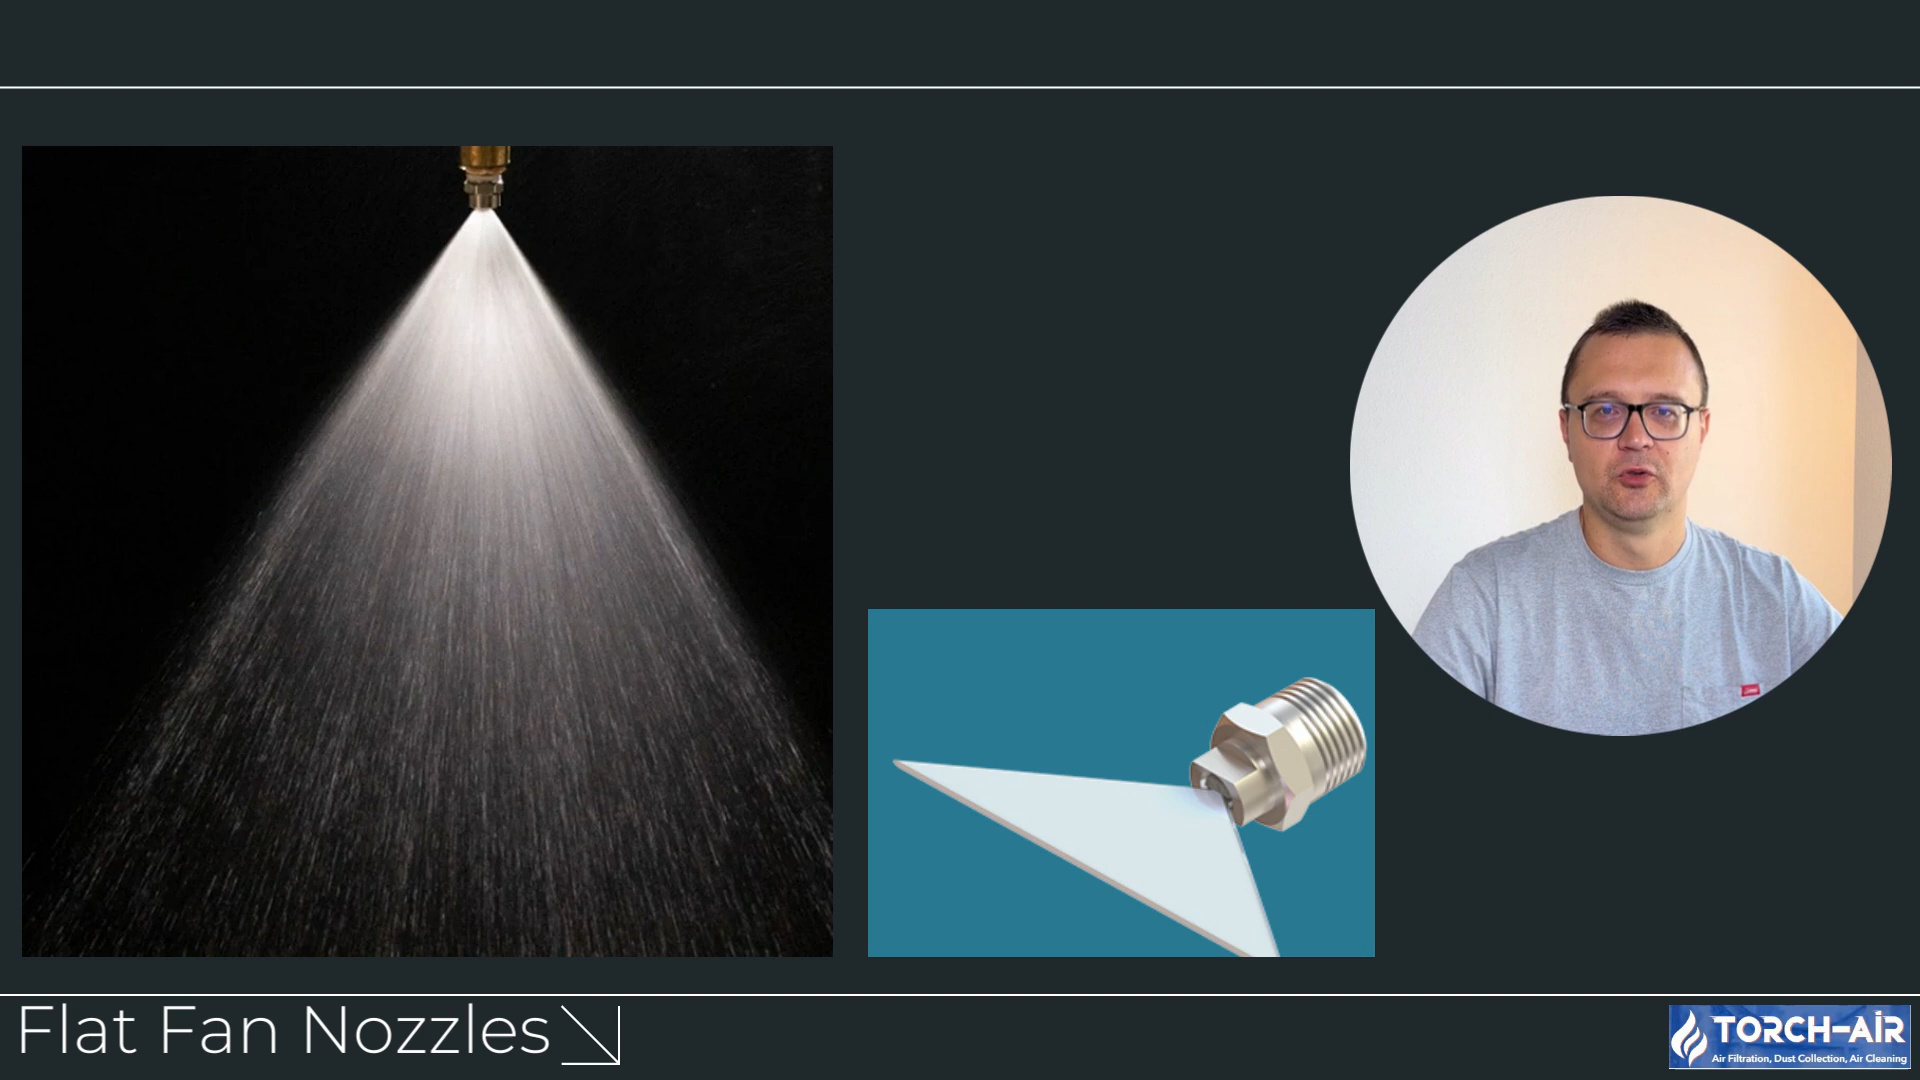 Flat Fan Nozzles
TORCH-AIR
Air Filtration, Dust Collection, Air Cleaning